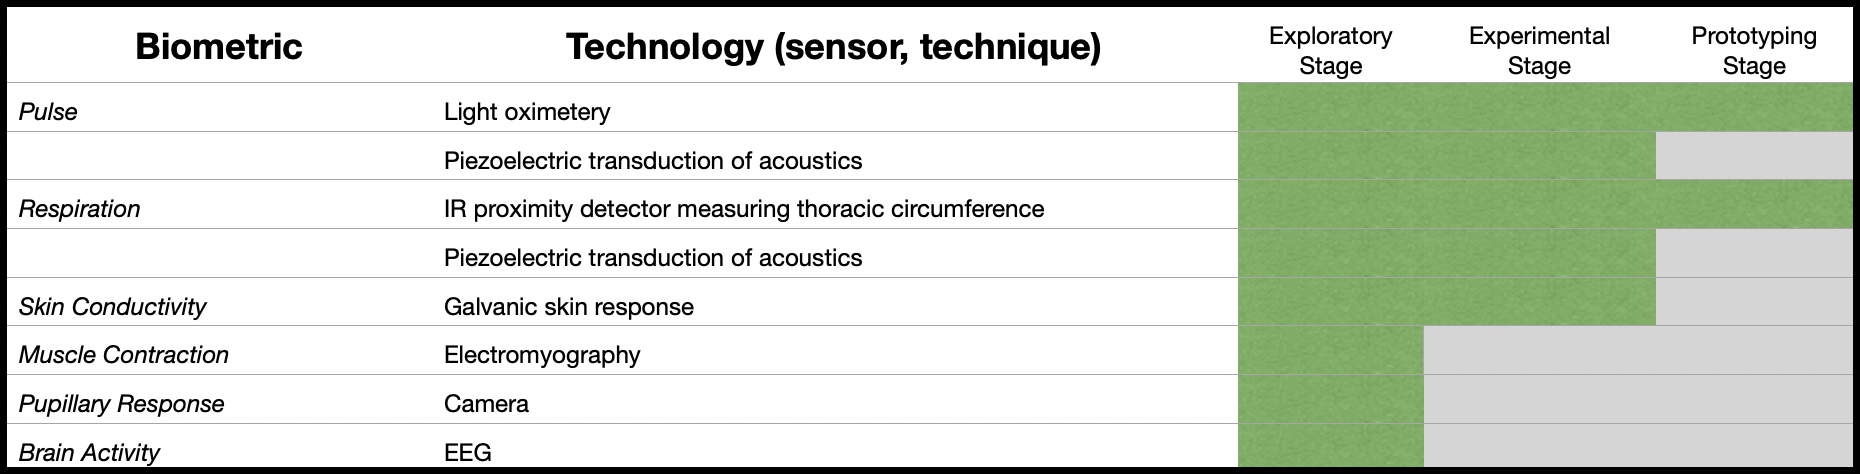 Biometric Technology (sensor, technique) Exploratory Stage Experimental Stage Prototyping Stage
Pulse Light oximetery
Piezoelectric transduction of acoustics
Respiration IR proximity detector measuring thoracic circumference
Piezoelectric transduction of acoustics
Skin Conductivity Galvanic skin response
Muscle Contraction Electromyography
Pupillary Response Camera
Brain Activity EEG